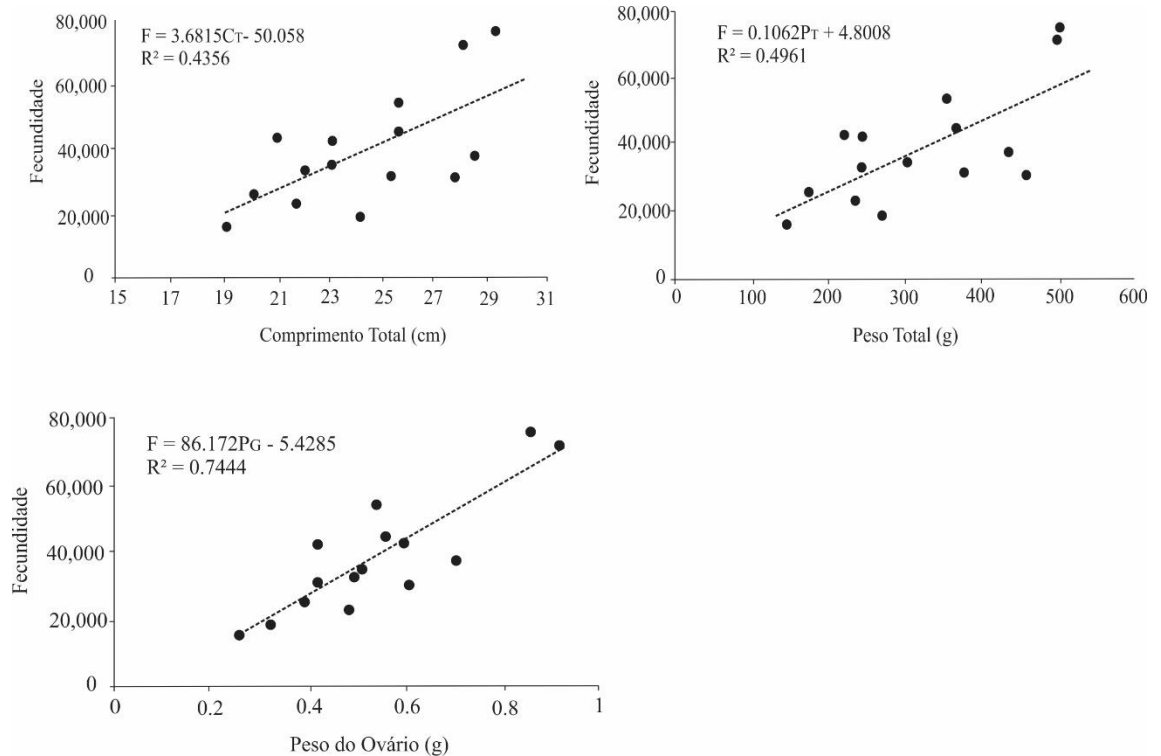 80,000
F = 3.6815CT- 50.058
R² = 0.4356
60,000
40,000
20,000
0
Fecundidade
15 17 19 21 23 25 27 29 31
Comprimento Total (cm)
80,000
F = 0.1062PT + 4.8008
R² = 0.4961
60,000
40,000
20,000
0
Fecundidade
0 200 300 400 500 600
Peso Total (g)
80,000
F = 86.172PG - 5.4285
R² = 0.7444
60,000
40,000
20,000
0
Fecundidade
0 0.2 0.4 0.6 0.8 1
Peso do Ovário (g)